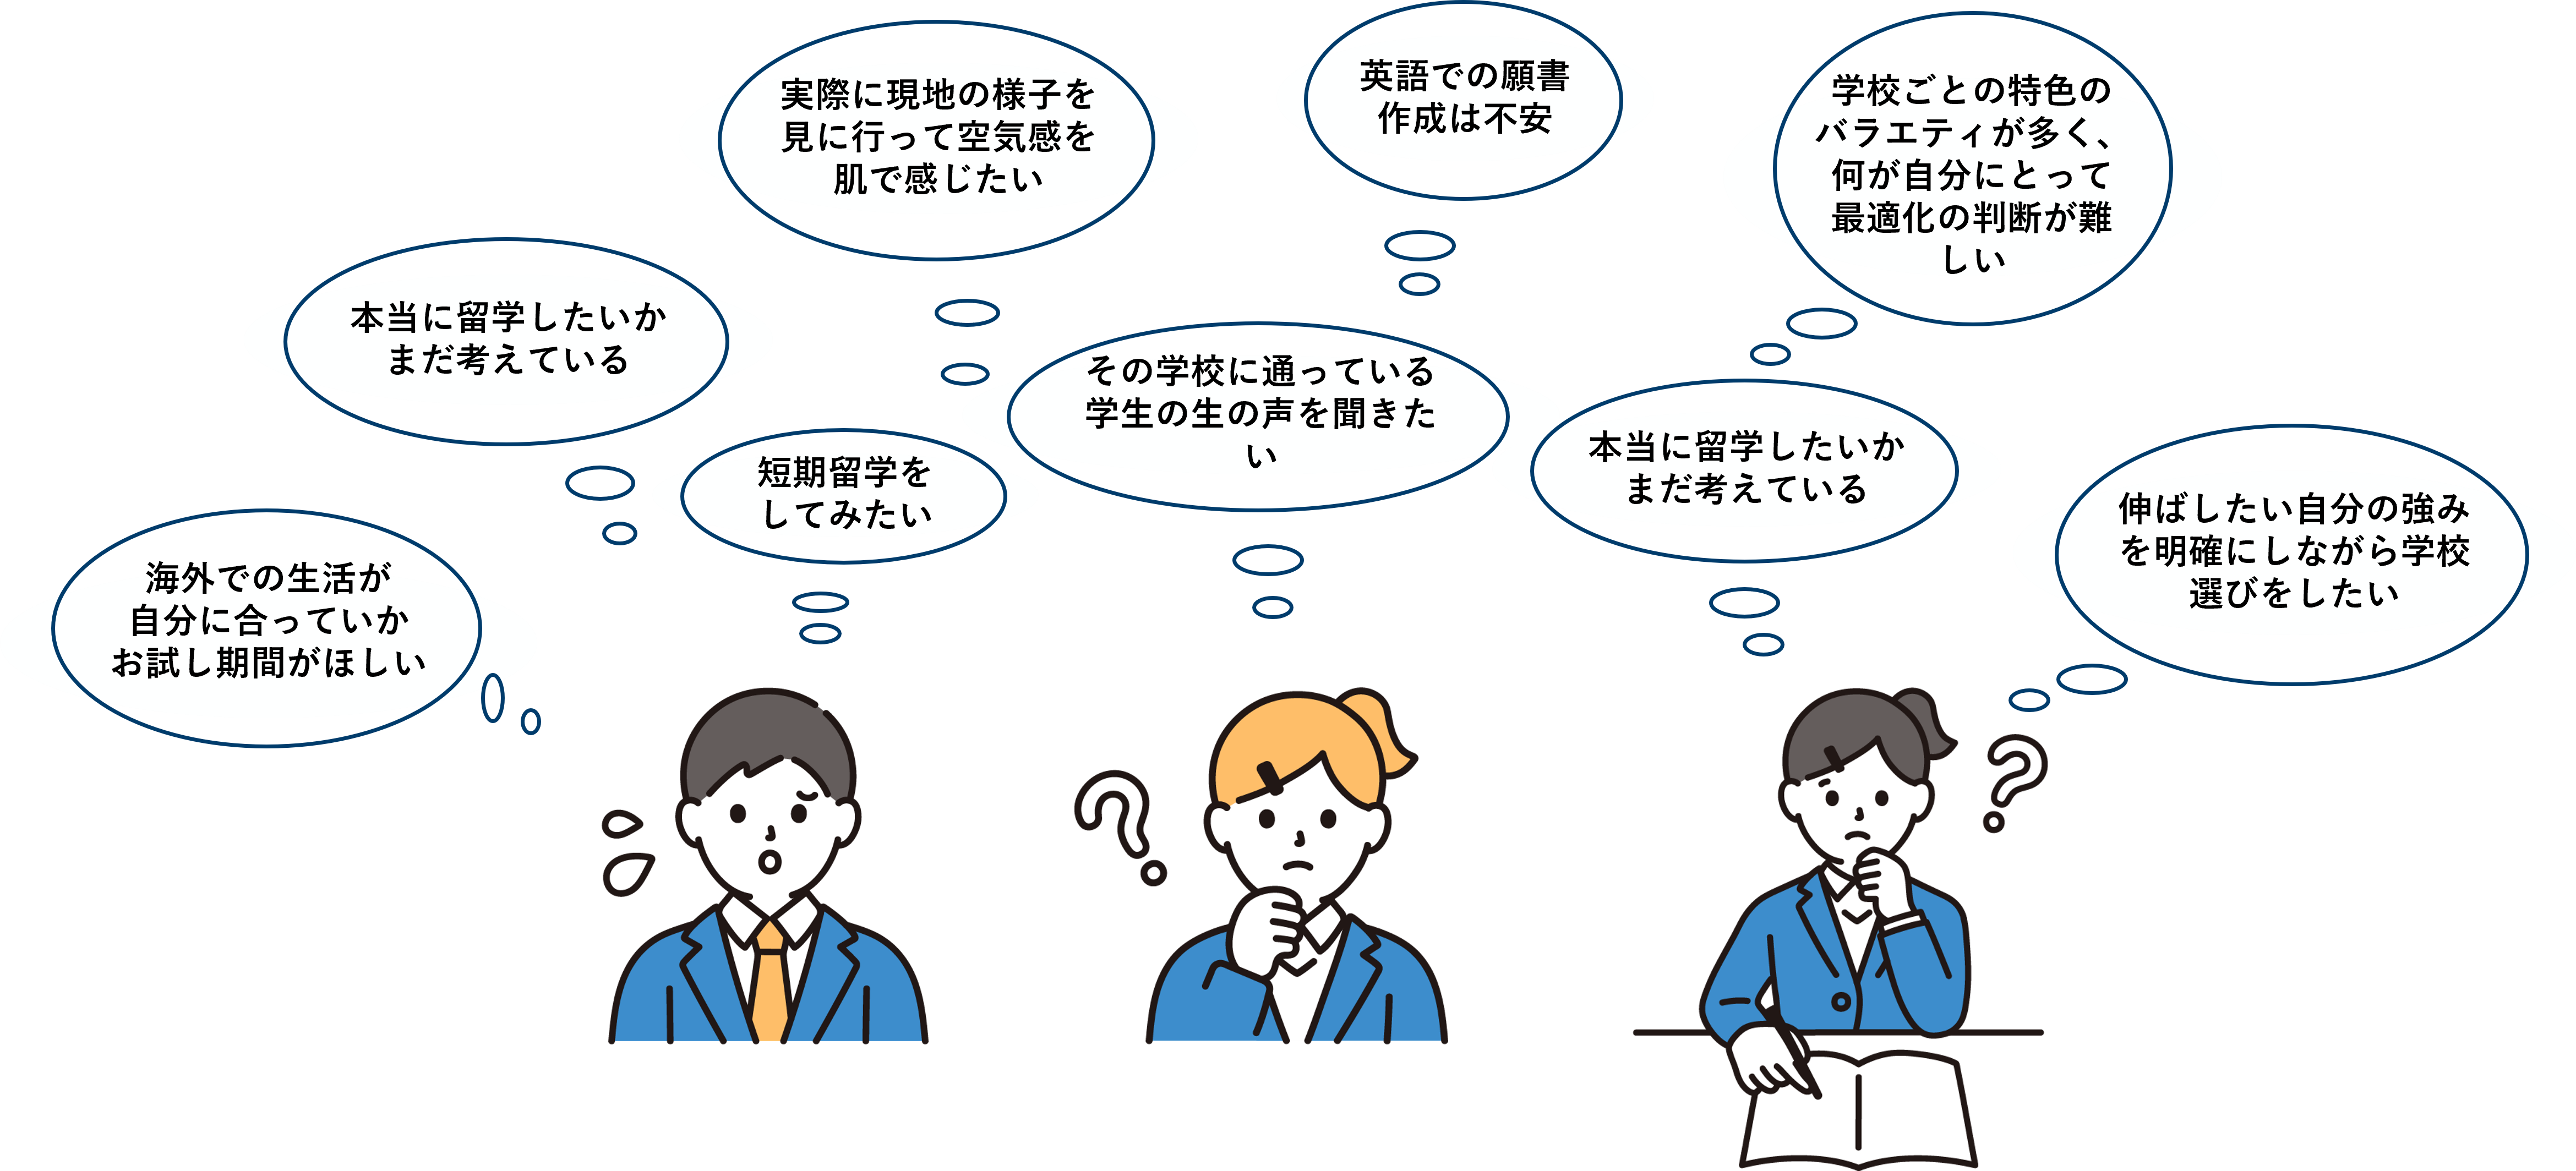 実際に現地の様子を
見に行って空気感を
肌で感じたい
英語での願書
作成は不安
学校ごとの特色の
バラエティが多く、
何が自分にとって
最適化の判断が難
しい
本当に留学したいか
まだ考えている
その学校に通っている
学生の生の声を聞きた
い
短期留学を
してみたい
本当に留学したいか
まだ考えている
伸ばしたい自分の強み
を明確にしながら学校
選びをしたい
海外での生活が
自分に合っていか
お試し期間がほしい